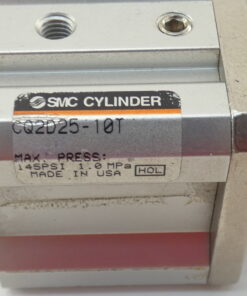 SMC CYLINDER
CQ2D25-10T
MAX PRESS:
145PSI 1.0 MPa
MADE IN USA HOL